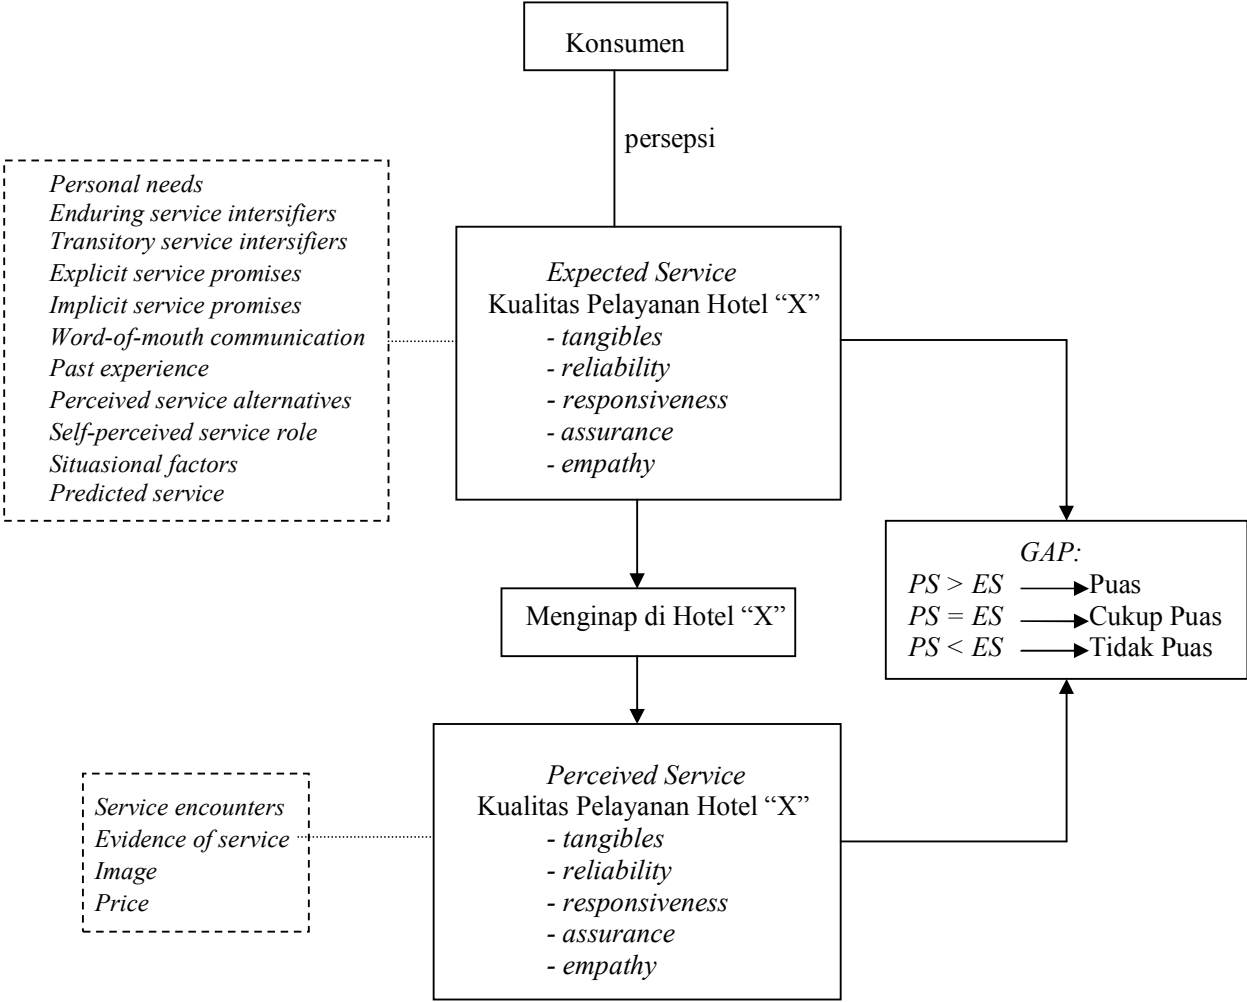 Konsumen
persepsi
Personal needs
Enduring service intersifiers
Transitory service intersifiers
Explicit service promises
Implicit service promises
Word-of-mouth communication
Past experience
Perceived service alternatives
Self-perceived service role
Situasional factors
Predicted service
Expected Service
Kualitas Pelayanan Hotel “X”
- tangibles
- reliability
- responsiveness
- assurance
- empathy
GAP:
PS > ES Puas
PS = ES Cukup Puas
PS < ES Tidak Puas
Menginap di Hotel “X”
Service encounters
Evidence of service
Image
Price
Perceived Service
Kualitas Pelayanan Hotel “X”
- tangibles
- reliability
- responsiveness
- assurance
- empathy